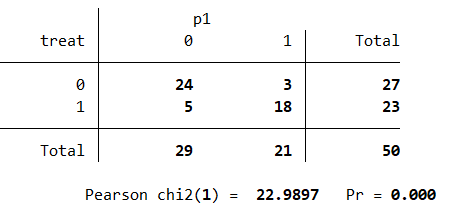 p1
treat 0 1 Total
0 24 3 27
1 5 18 23
Total 29 21 50
Pearson chi2(1) = 22.9897 Pr = 0.000